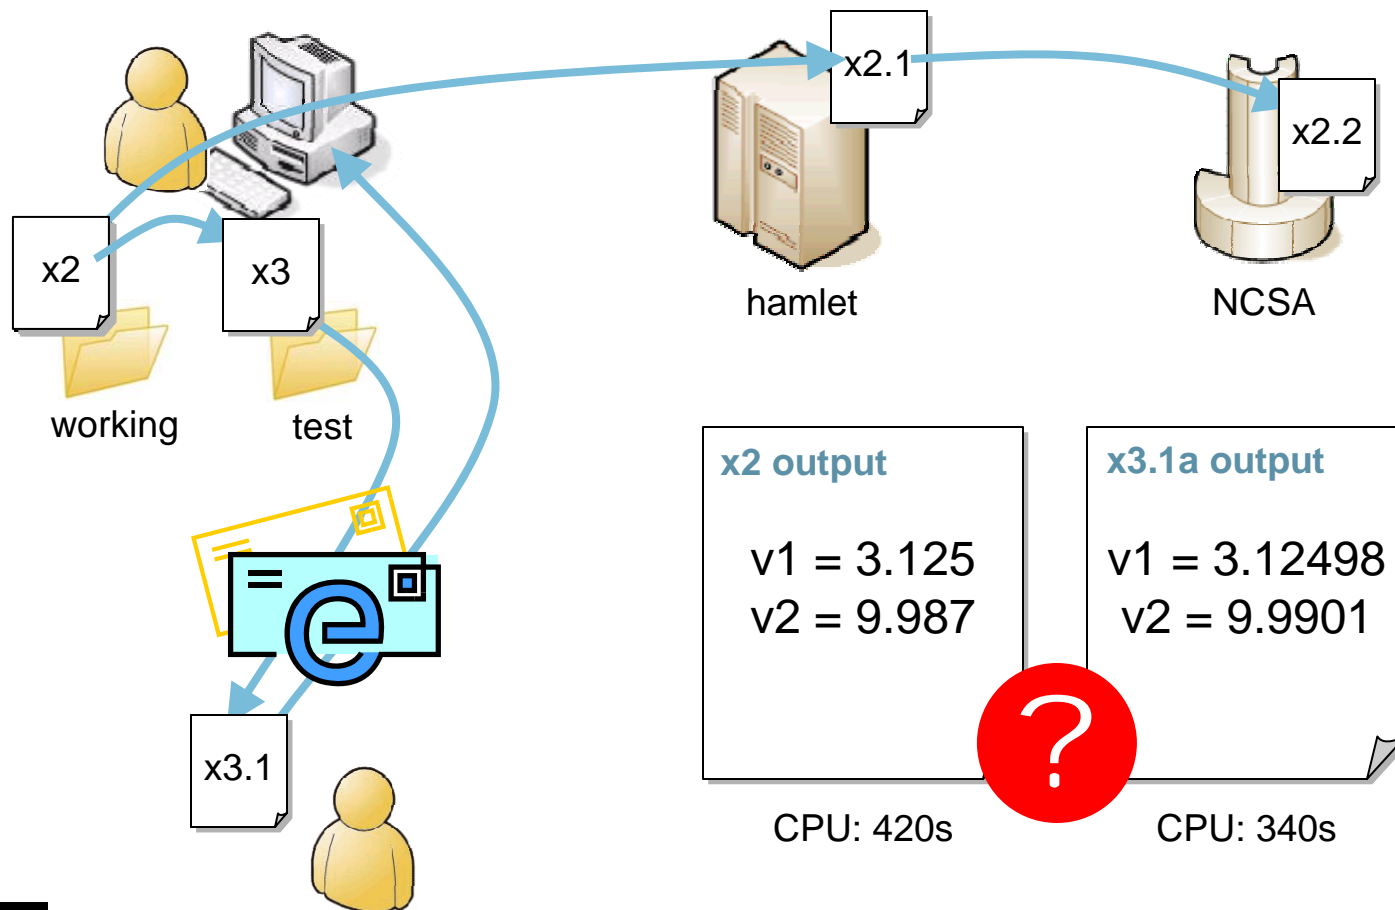 x2.1
x2.2
x2
x3
hamlet
NCSA
working
test
x2 output
v1 = 3.125
v2 = 9.987
CPU: 420s
x3.1a output
v1 = 3.12498
v2 = 9.9901
CPU: 340s
?
e
x3.1